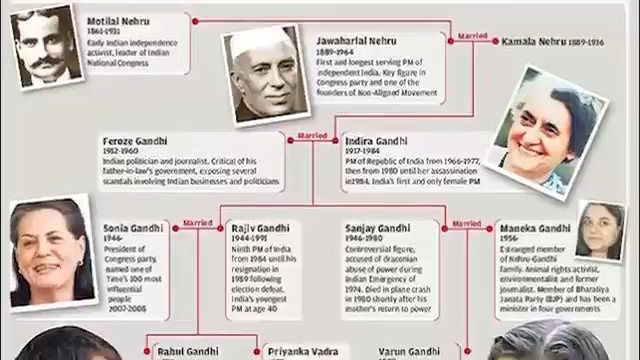 Motilal Nehru
1861-1931
Early Indian independence
activist, leader of Indian
National Congress
Jawaharlal Nehru
1889-1964
First and longest serving PM of
independent India. Key figure in
Congress party and one of the
founders of Non-Aligned Movement
Married
Kamala Nehru 1889-1936
Feroze Gandhi
1912-1960
Indian politician and journalist. Critical of his
father-in-law's government, exposing several
scandals involving Indian businesses and politicians
Married
Indira Gandhi
1917-1984
PM of Republic of India from 1966-1977,
then from 1980 until her assassination
in1984. India's first and only female PM
Sonia Gandhi
1946-
President of
Congress party,
named one of
Time's 100 most
influential
people
2007-2008
Married
Rajiv Gandhi
1944-1991
Ninth PM of India
from 1984 until his
resignation in
1989 following
election defeat.
India's youngest
PM at age 40
Sanjay Gandhi
1946-1980
Controversial figure,
accused of draconian
abuse of power during
Indian Emergency of
1974. Died in plane crash
in 1980 shortly after his
mother's return to power
Married
Maneka Gandhi
1956-
Estranged member
of Nehru-Gandhi
family. Animal rights activist,
environmentalist and former
journalist. Member of Bharatiya
Janata Party (BJP) and has been a
minister in four governments
Rahul Gandhi
Priyanka Vadra
Varun Gandhi